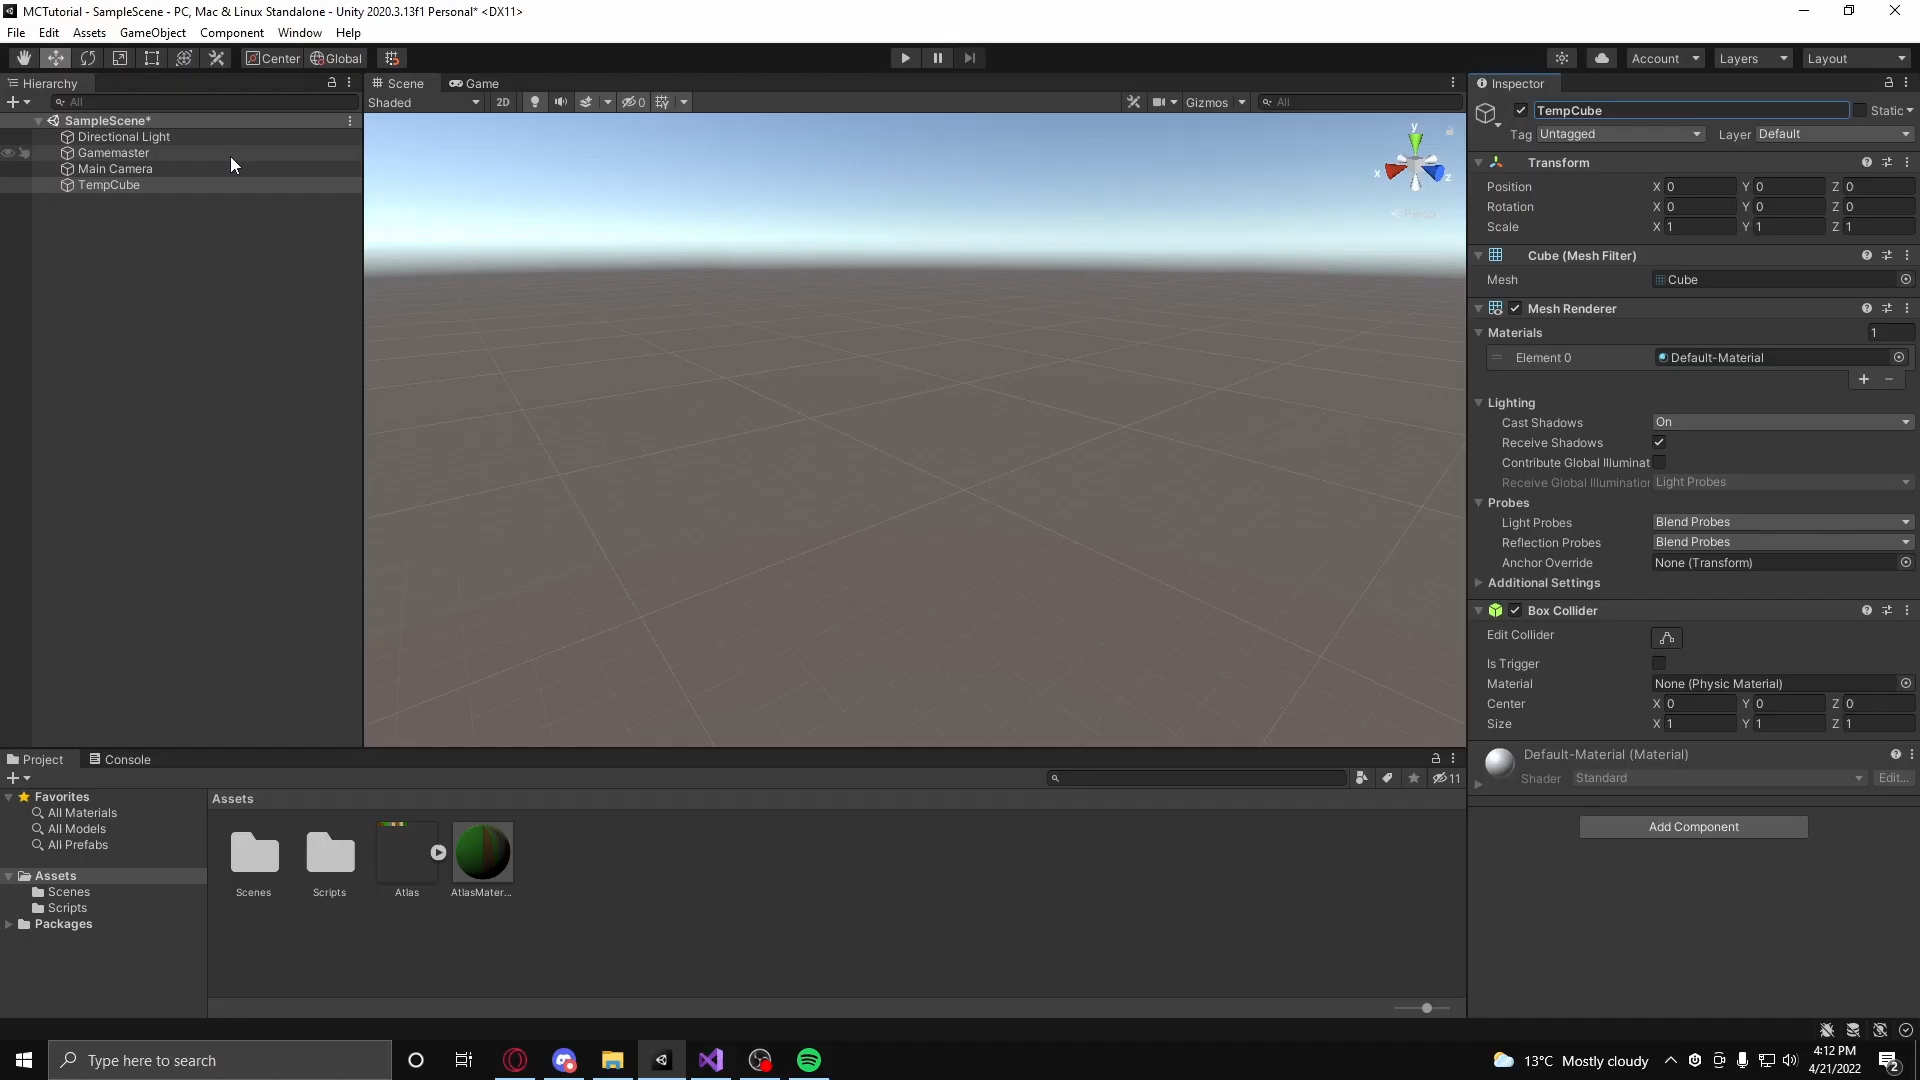 MCTutorial - SampleScene - PC, Mac & Linux Standalone - Unity 2020.3.13f1 Personal* <DX11>
File Edit Assets GameObject Component Window Help
Center Global Account Layers Layout
Hierarchy
All
SampleScene*
Directional Light
Gamemaster
Main Camera
TempCube
Scene Game
Shaded 2D 0 Gizmos All
y
x z
Persp
Inspector
TempCube Static
Tag Untagged Layer Default
Transform
Position X 0 Y 0 Z 0
Rotation X 0 Y 0 Z 0
Scale X 1 Y 1 Z 1
Cube (Mesh Filter)
Mesh Cube
Mesh Renderer
Materials 1
Element 0 Default-Material
Lighting
Cast Shadows On
Receive Shadows
Contribute Global Illuminat
Receive Global Illumination Light Probes
Probes
Light Probes Blend Probes
Reflection Probes Blend Probes
Anchor Override None (Transform)
Additional Settings
Box Collider
Edit Collider
Is Trigger
Material None (Physic Material)
Center X 0 Y 0 Z 0
Size X 1 Y 1 Z 1
Default-Material (Material)
Shader Standard Edit...
Add Component
Project Console
11
Favorites
All Materials
All Models
All Prefabs
Assets
Scenes
Scripts
Packages
Assets
Scenes Scripts Atlas AtlasMater...
Type here to search
13°C Mostly cloudy
4:12 PM
4/21/2022
2